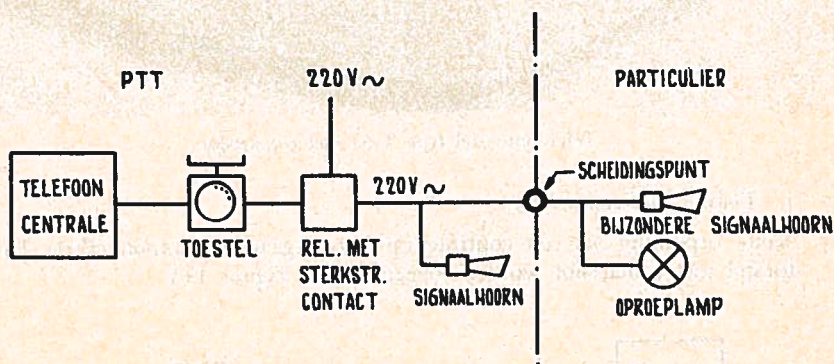 PTT
220V~
PARTICULIER
TELEFOON
CENTRALE
TOESTEL
REL. MET
STERKSTR.
CONTACT
220V~
SIGNAALHOORN
SCHEIDINGSPUNT
BIJZONDERE SIGNAALHOORN
OPROEPLAMP